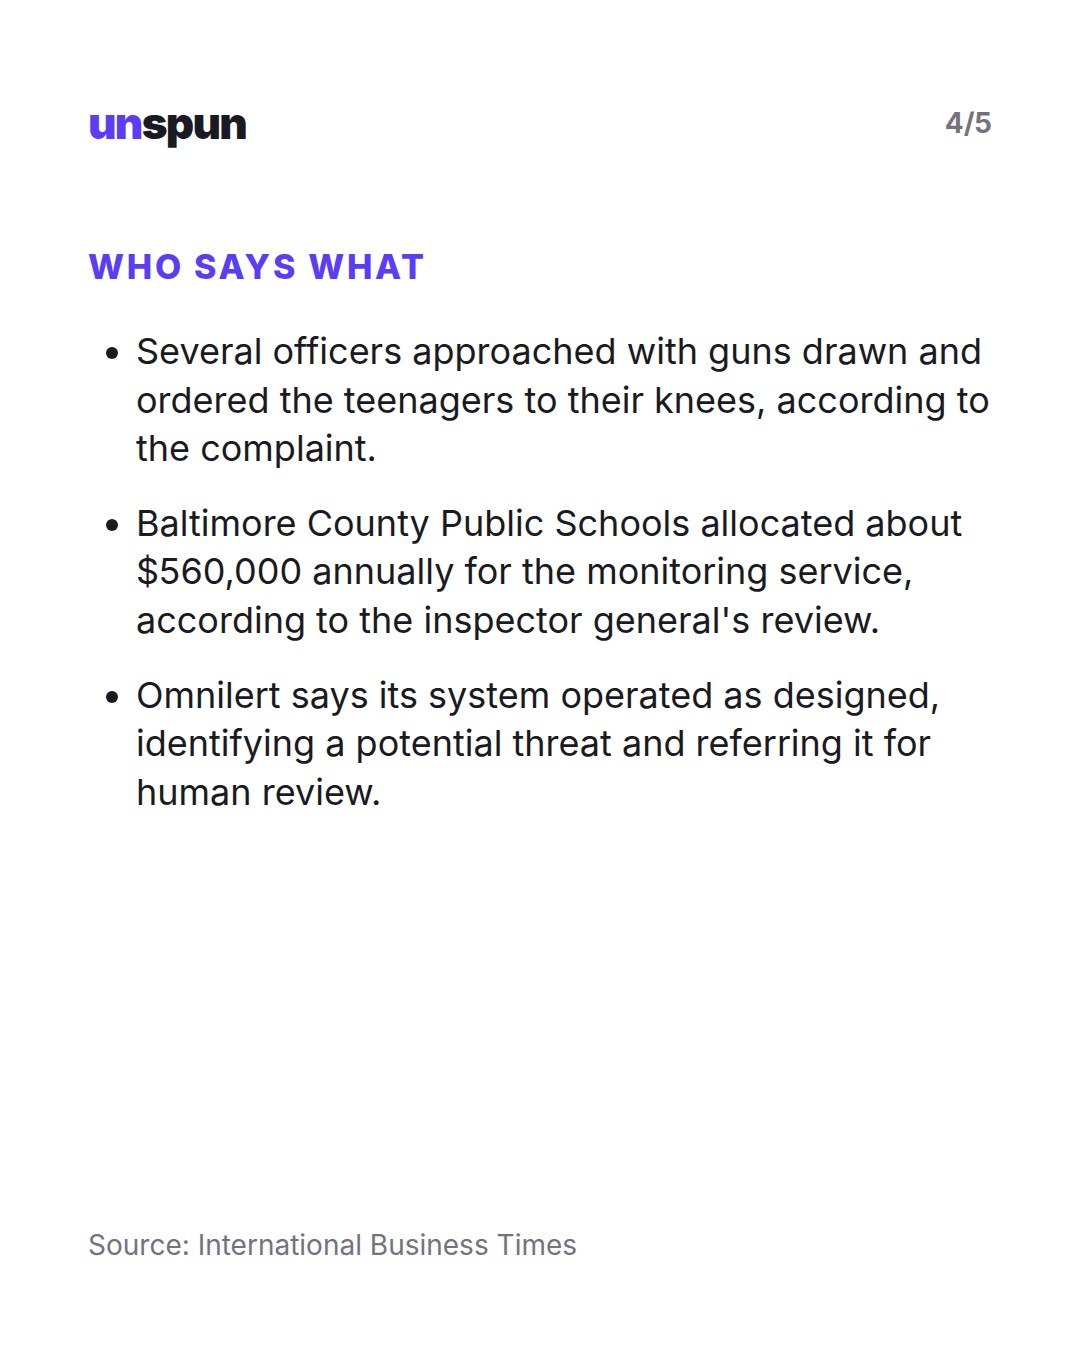 unspun
4/5
WHO SAYS WHAT
• Several officers approached with guns drawn and
ordered the teenagers to their knees, according to
the complaint.
• Baltimore County Public Schools allocated about
$560,000 annually for the monitoring service,
according to the inspector general's review.
• Omnilert says its system operated as designed,
identifying a potential threat and referring it for
human review.
Source: International Business Times